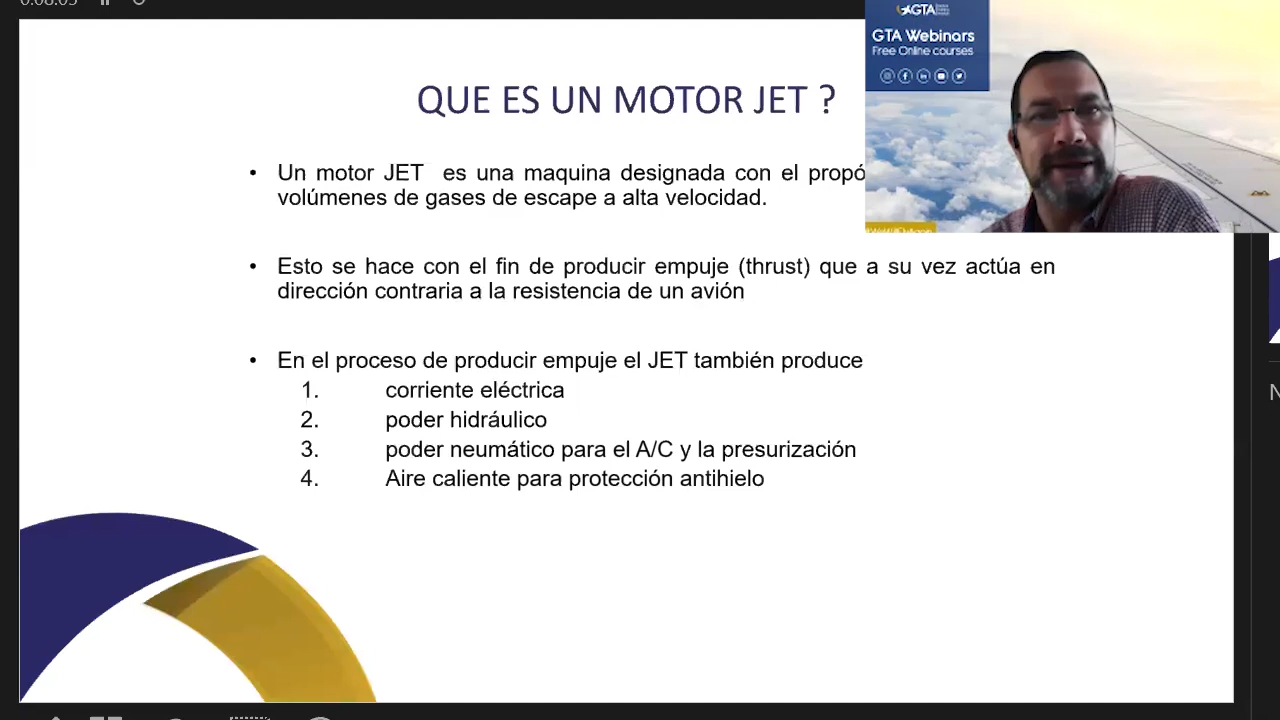 0:08:05
GTA
GTA Webinars
Free Online courses
QUE ES UN MOTOR JET ?
• Un motor JET es una maquina designada con el
volúmenes de gases de escape a alta velocidad.
• Esto se hace con el fin de producir empuje (thrust) que a su vez actúa en
dirección contraria a la resistencia de un avión
• En el proceso de producir empuje el JET también produce
1. corriente eléctrica
2. poder hidráulico
3. poder neumático para el A/C y la presurización
4. Aire caliente para protección antihielo